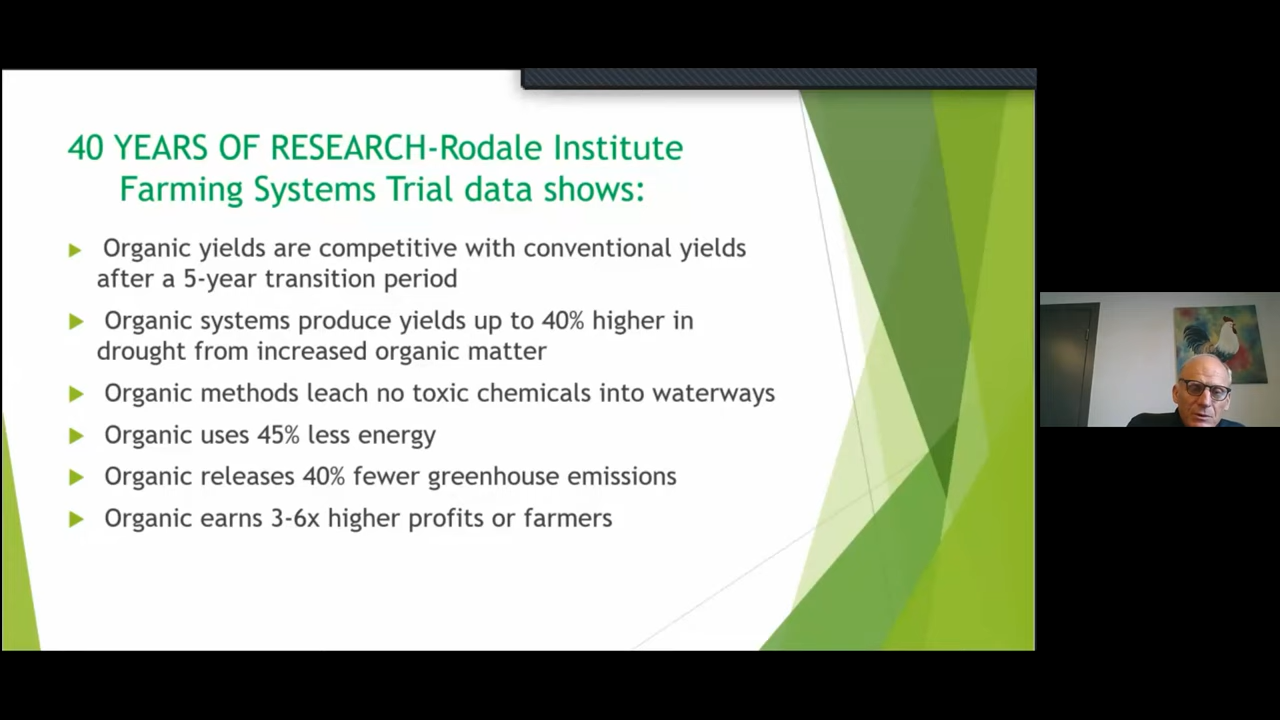 40 YEARS OF RESEARCH-Rodale Institute
Farming Systems Trial data shows:
Organic yields are competitive with conventional yields
after a 5-year transition period
Organic systems produce yields up to 40% higher in
drought from increased organic matter
Organic methods leach no toxic chemicals into waterways
Organic uses 45% less energy
Organic releases 40% fewer greenhouse emissions
Organic earns 3-6x higher profits or farmers